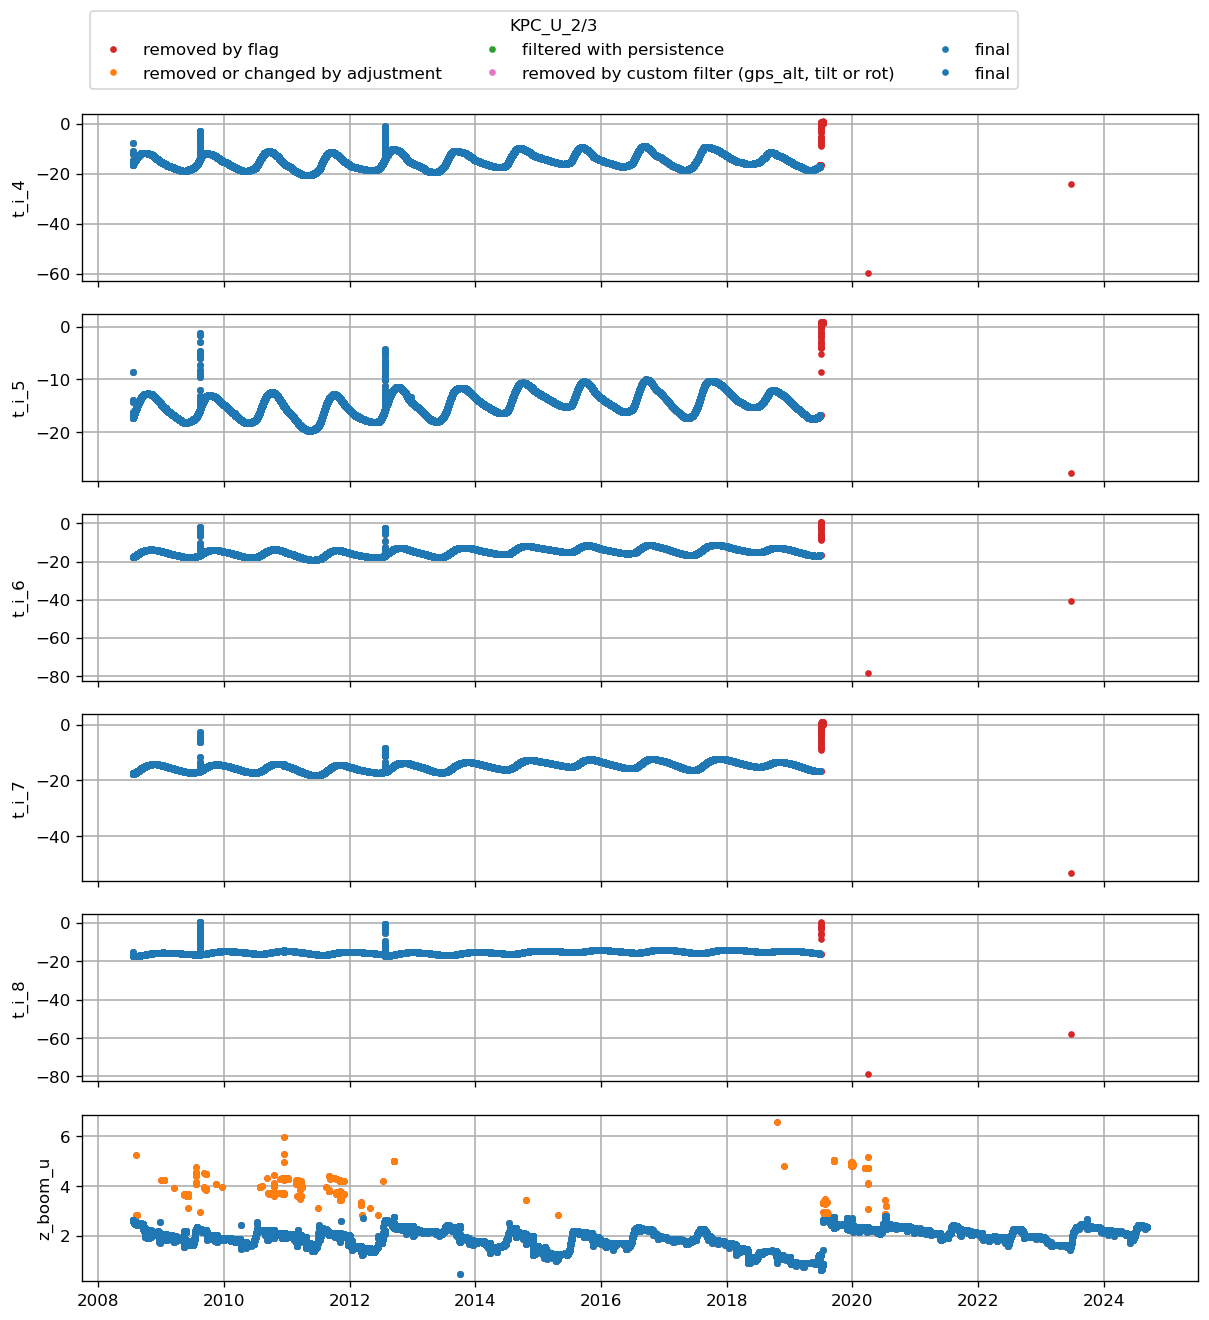 KPC_U_2/3
removed by flag
removed or changed by adjustment
filtered with persistence
removed by custom filter (gps_alt, tilt or rot)
final
final
t_i_4
0
−20
−40
−60
t_i_5
0
−10
−20
t_i_6
0
−20
−40
−60
−80
t_i_7
0
−20
−40
t_i_8
0
−20
−40
−60
−80
z_boom_u
6
4
2
2008 2010 2012 2014 2016 2018 2020 2022 2024